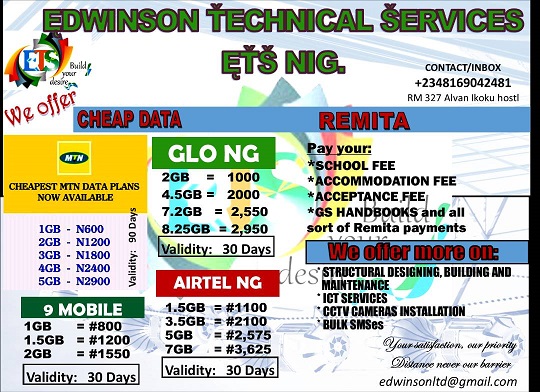 EDWINSON ŤECHNICAL ŠERVICES
ĘŤŠ NIG.
ETS
Build
your
desire
We offer
CONTACT/INBOX
+2348169042481
RM 327 Alvan Ikoku hostl
CHEAP DATA
REMITA
MTN
CHEAPEST MTN DATA PLANS
NOW AVAILABLE
1GB - N600
2GB - N1200
3GB - N1800
4GB - N2400
5GB - N2900
Validity: 90 Days
GLO NG
2GB = 1000
4.5GB = 2000
7.2GB = 2,550
8.25GB = 2,950
Validity: 30 Days
Pay your:
*SCHOOL FEE
*ACCOMMODATION FEE
*ACCEPTANCE FEE
*GS HANDBOOKS and all
sort of Remita payments
We offer more on:
* STRUCTURAL DESIGNING, BUILDING AND
MAINTENANCE
* ICT SERVICES
* CCTV CAMERAS INSTALLATION
* BULK SMSes
9 MOBILE
1GB = #800
1.5GB = #1200
2GB = #1550
Validity: 30 Days
AIRTEL NG
1.5GB = #1100
3.5GB = #2100
5GB = #2,575
7GB = #3,625
Validity: 30 Days
Your satisfaction, our priority
Distance never our barrier
edwinsonltd@gmail.com